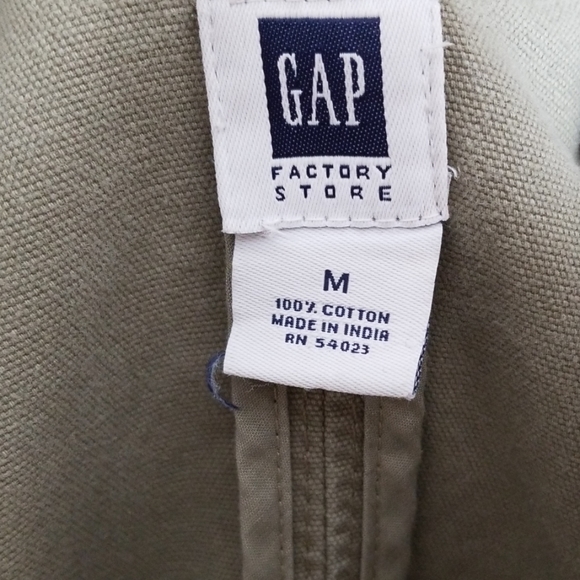 GAP
FACTORY
STORE
M
100% COTTON
MADE IN INDIA
RN 54023